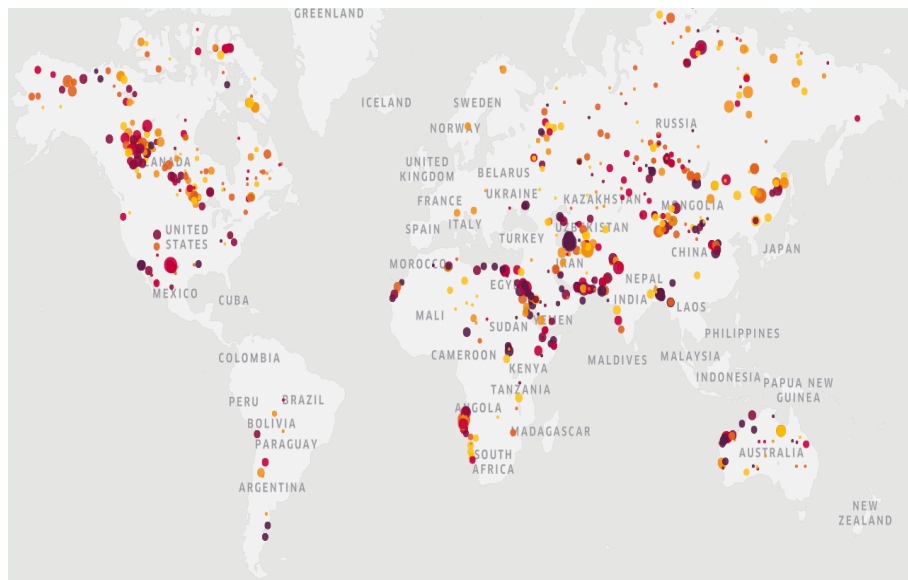 GREENLAND
ICELAND
SWEDEN
NORWAY
RUSSIA
CANADA
UNITED
KINGDOM
BELARUS
UKRAINE
FRANCE
KAZAKHSTAN
MONGOLIA
SPAIN
ITALY
UZBEKISTAN
UNITED
STATES
TURKEY
CHINA
JAPAN
MOROCCO
IRAN
NEPAL
EGY
MEXICO
CUBA
INDIA
LAOS
MALI
SUDAN
YEMEN
PHILIPPINES
COLOMBIA
CAMEROON
KENYA
MALDIVES
MALAYSIA
INDONESIA
PAPUA NEW
GUINEA
TANZANIA
PERU
BRAZIL
ANGOLA
BOLIVIA
MADAGASCAR
PARAGUAY
SOUTH
AFRICA
AUSTRALIA
ARGENTINA
NEW
ZEALAND